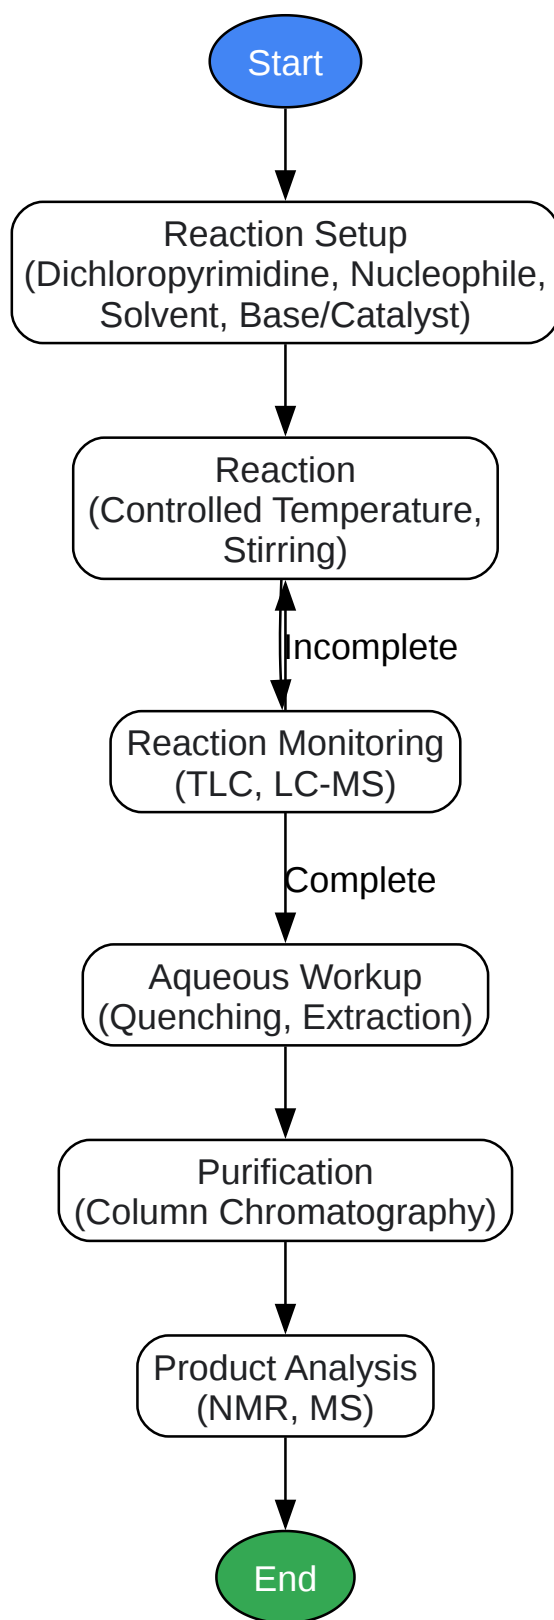 Start
Reaction Setup
(Dichloropyrimidine, Nucleophile,
Solvent, Base/Catalyst)
Reaction
(Controlled Temperature,
Stirring)
Incomplete
Reaction Monitoring
(TLC, LC-MS)
Complete
Aqueous Workup
(Quenching, Extraction)
Purification
(Column Chromatography)
Product Analysis
(NMR, MS)
End